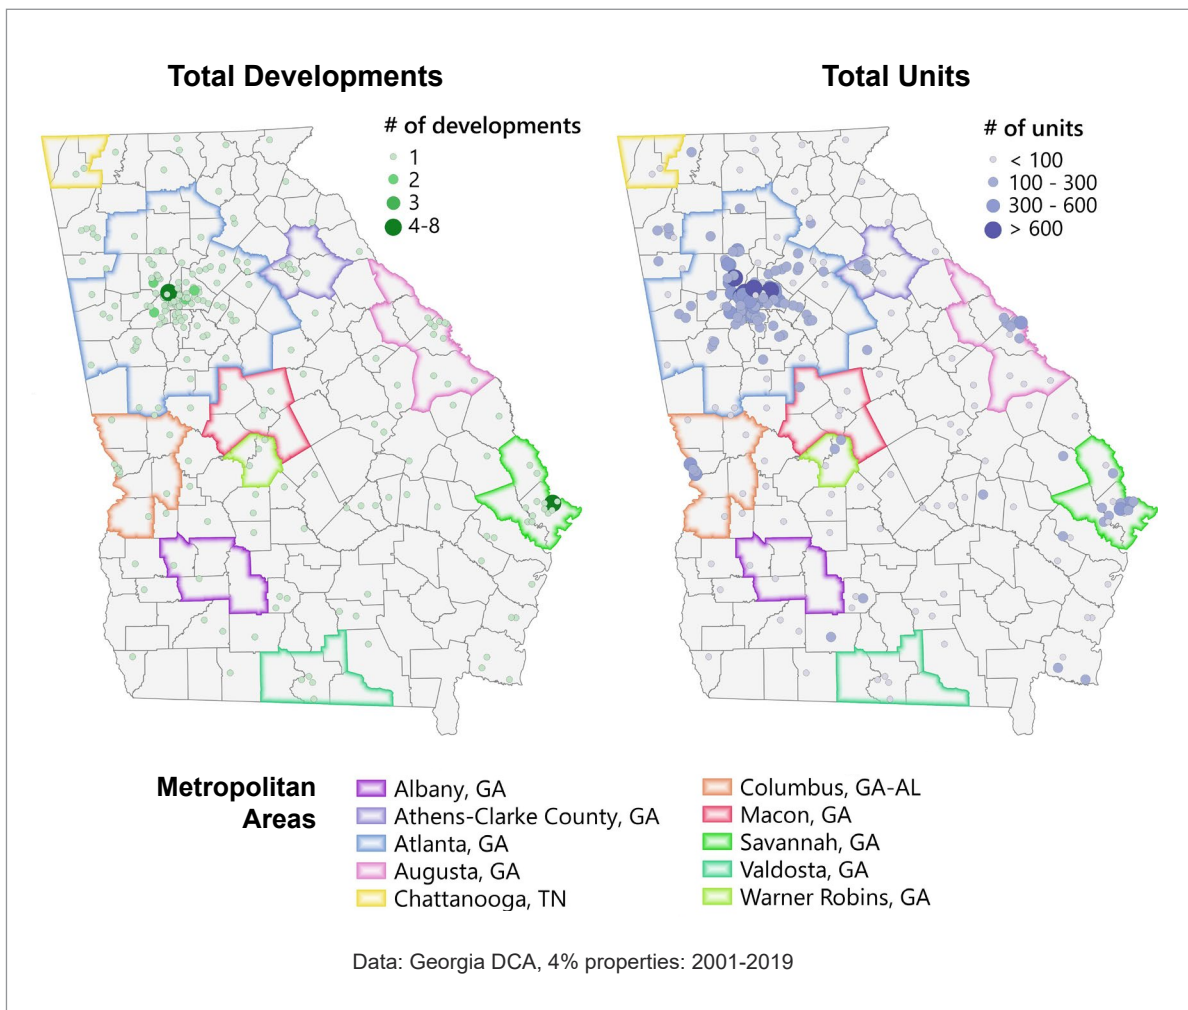 Total Developments
Total Units
# of developments
1
2
3
4-8
# of units
< 100
100 - 300
300 - 600
> 600
Metropolitan
Areas
Albany, GA
Athens-Clarke County, GA
Atlanta, GA
Augusta, GA
Chattanooga, TN
Columbus, GA-AL
Macon, GA
Savannah, GA
Valdosta, GA
Warner Robins, GA
Data: Georgia DCA, 4% properties: 2001-2019